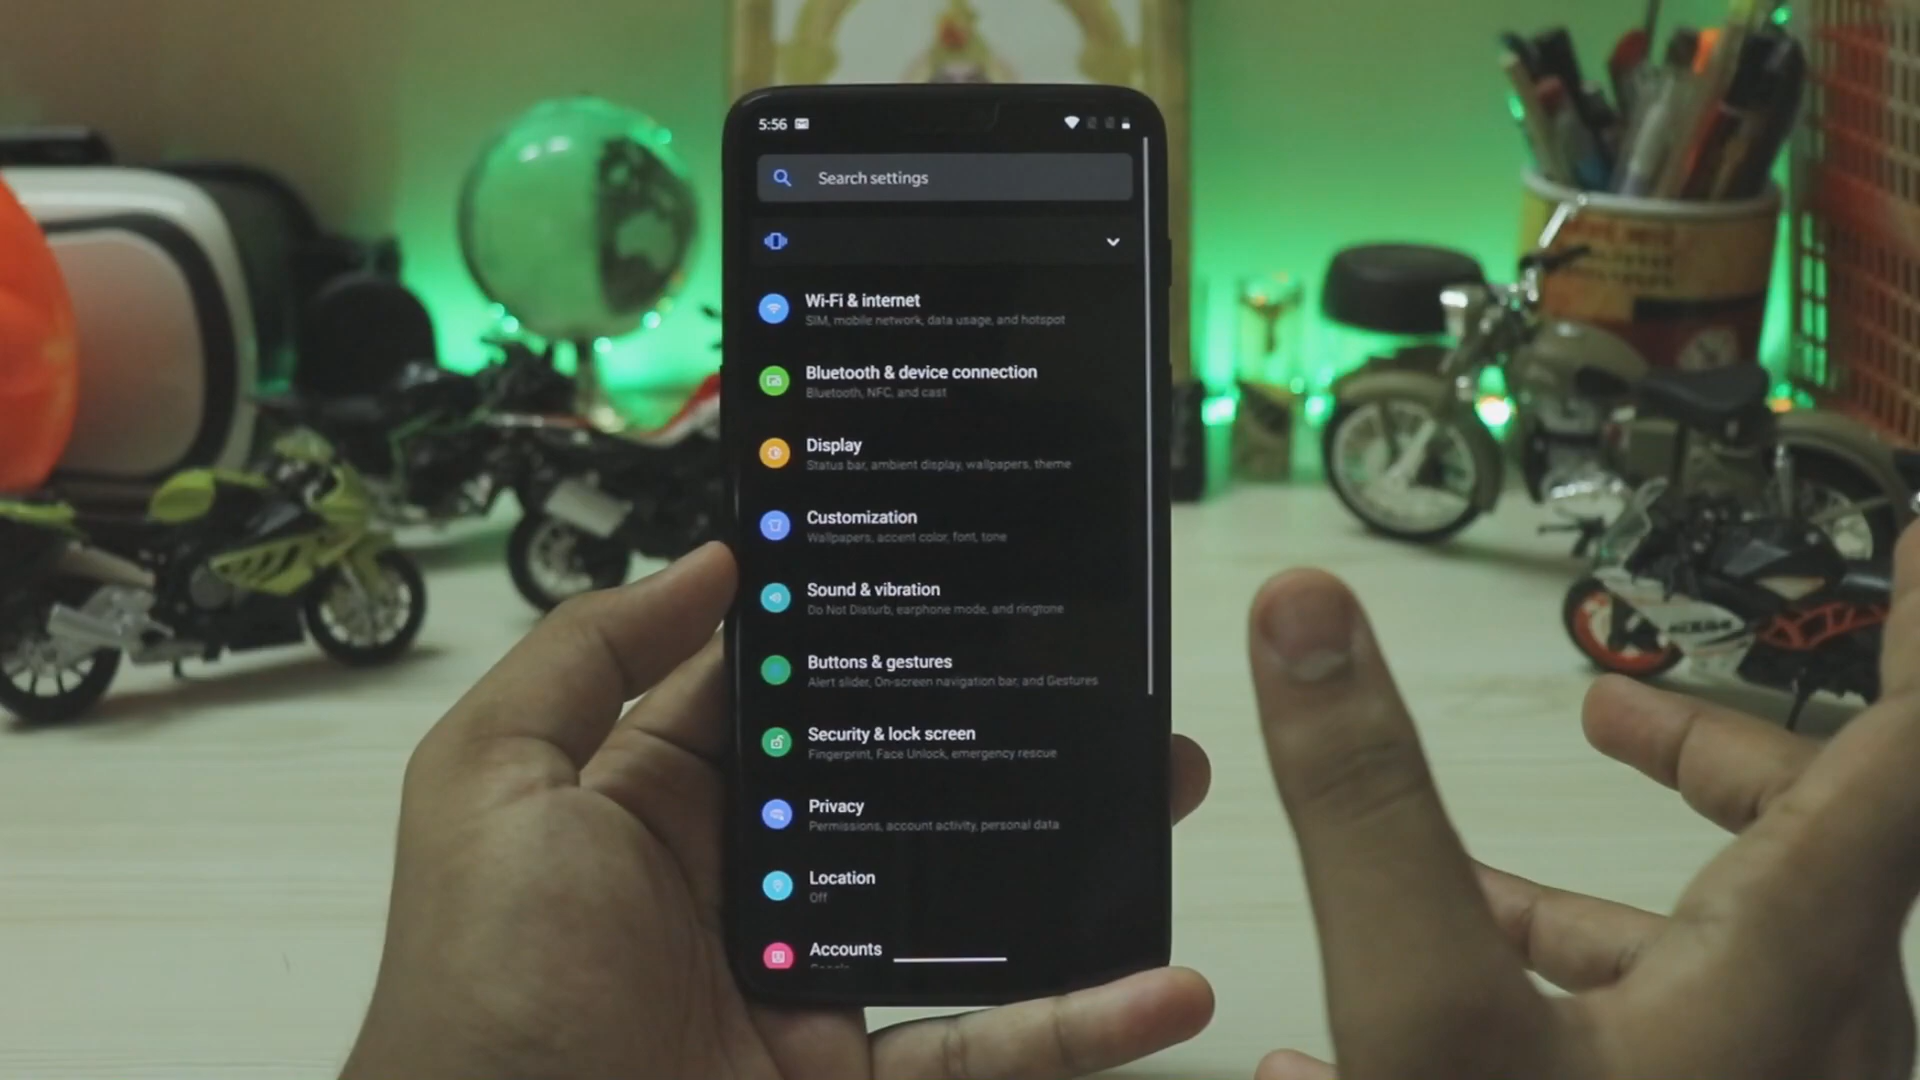 5:56
Search settings
Wi-Fi & internet
SIM, mobile network, data usage, and hotspot
Bluetooth & device connection
Bluetooth, NFC, and cast
Display
Status bar, ambient display, wallpapers, theme
Customization
Wallpapers, accent color, font, tone
Sound & vibration
Do Not Disturb, earphone mode, and ringtone
Buttons & gestures
Alert slider, On-screen navigation bar, and Gestures
Security & lock screen
Fingerprint, Face Unlock, emergency rescue
Privacy
Permissions, account activity, personal data
Location
Off
Accounts